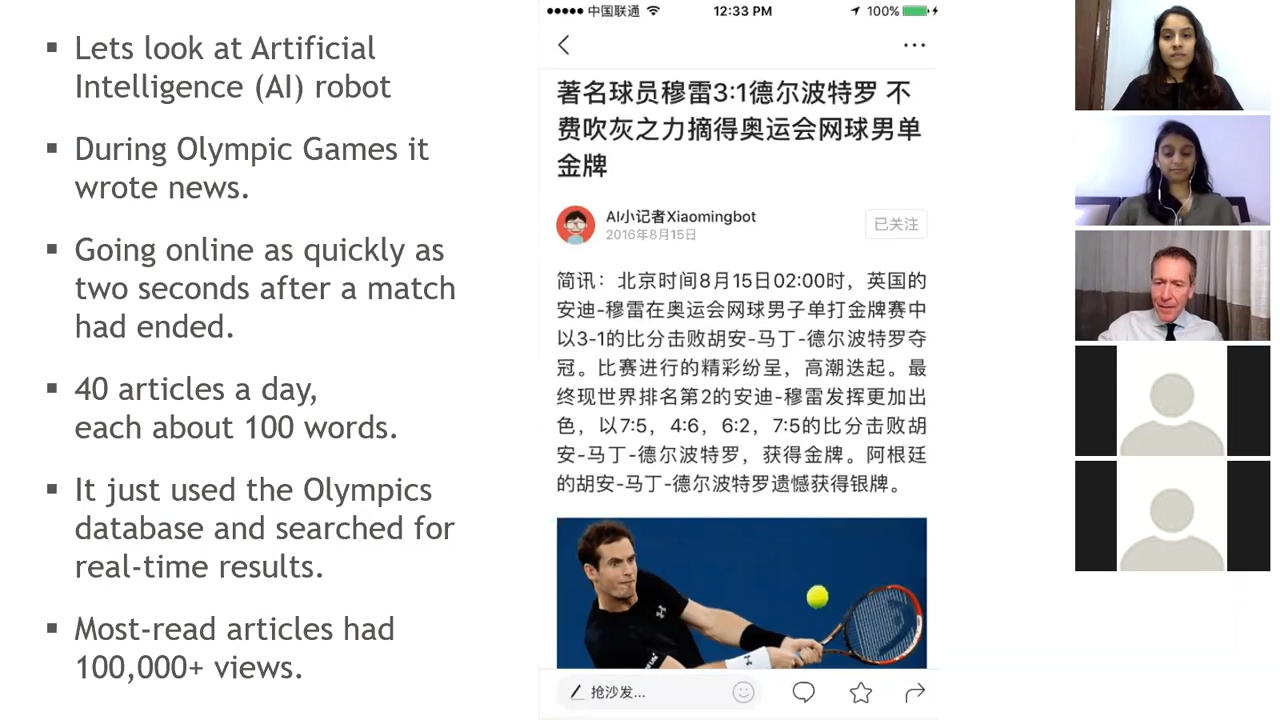 ▪ Lets look at Artificial
Intelligence (AI) robot
▪ During Olympic Games it
wrote news.
▪ Going online as quickly as
two seconds after a match
had ended.
▪ 40 articles a day,
each about 100 words.
▪ It just used the Olympics
database and searched for
real-time results.
▪ Most-read articles had
100,000+ views.
中国联通 12:33 PM 100%
著名球员穆雷3:1德尔波特罗 不
费吹灰之力摘得奥运会网球男单
金牌
AI小记者Xiaomingbot
2016年8月15日
已关注
简讯：北京时间8月15日02:00时，英国的
安迪-穆雷在奥运会网球男子单打金牌赛中
以3-1的比分击败胡安-马丁-德尔波特罗夺
冠。比赛进行的精彩纷呈，高潮迭起。最
终现世界排名第2的安迪-穆雷发挥更加出
色，以7:5，4:6，6:2，7:5的比分击败胡
安-马丁-德尔波特罗，获得金牌。阿根廷
的胡安-马丁-德尔波特罗遗憾获得银牌。
抢沙发...